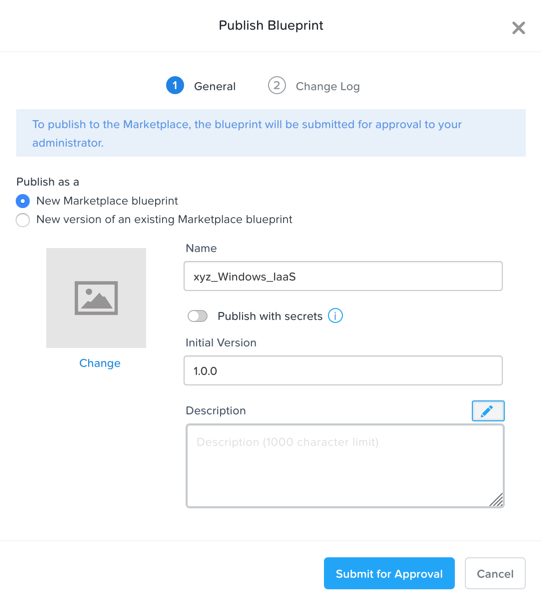 Publish Blueprint
1 General
2 Change Log
To publish to the Marketplace, the blueprint will be submitted for approval to your
administrator.
Publish as a
New Marketplace blueprint
New version of an existing Marketplace blueprint
Change
Name
xyz_Windows_IaaS
Publish with secrets
Initial Version
1.0.0
Description
Description (1000 character limit)
Submit for Approval
Cancel